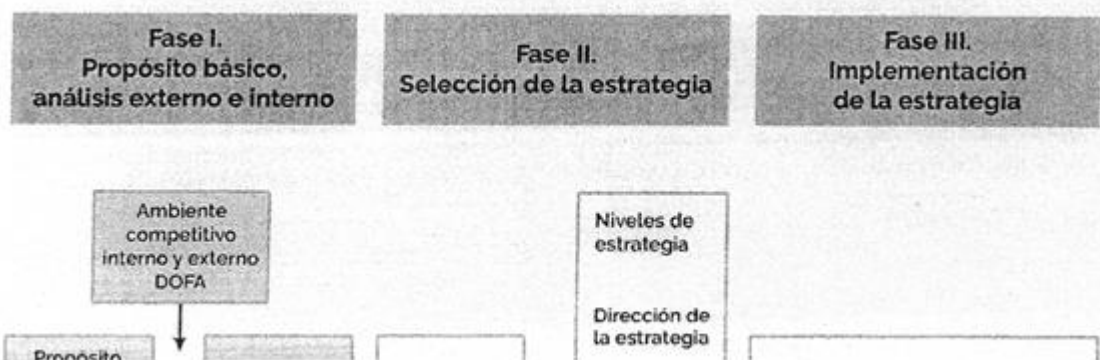 Fase I.
Propósito básico,
análisis externo e interno
Fase II.
Selección de la estrategia
Fase III.
Implementación
de la estrategia
Ambiente
competitivo
interno y externo
DOFA
Niveles de
estrategia
Dirección de
la estrategia
Propósito